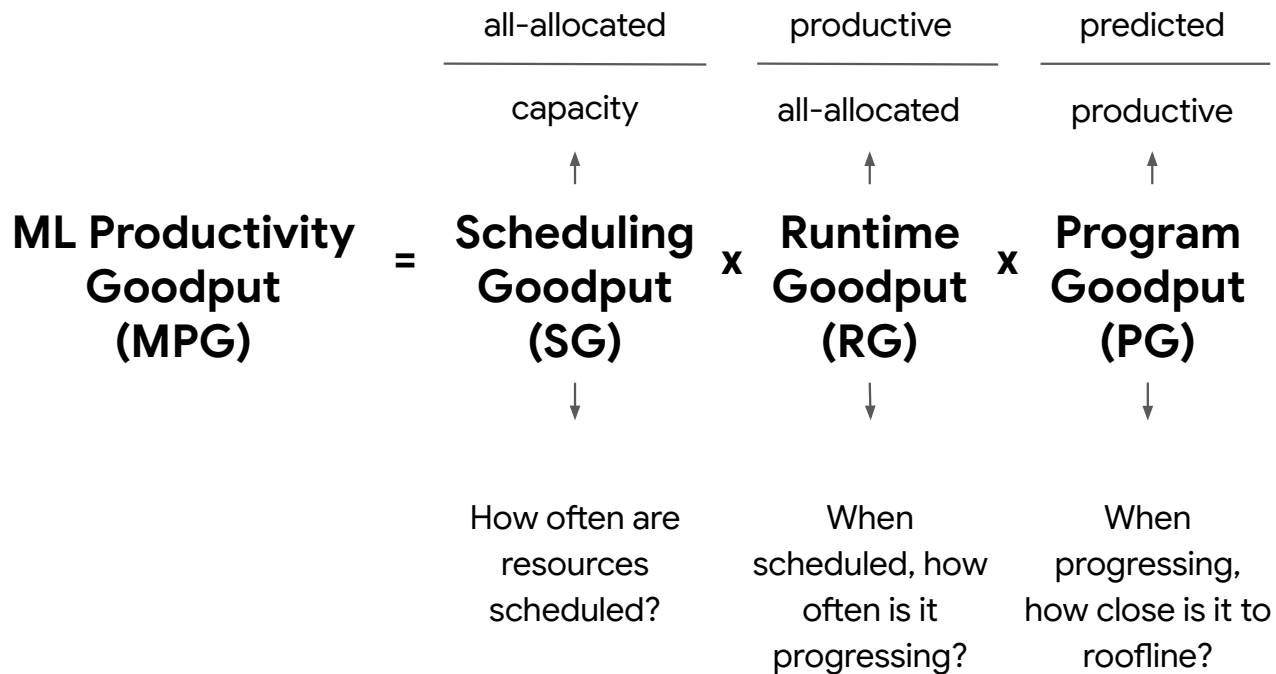 all-allocated productive predicted
capacity all-allocated productive
ML Productivity Goodput (MPG) = Scheduling Goodput (SG) x Runtime Goodput (RG) x Program Goodput (PG)
How often are
resources
scheduled?
When
scheduled, how
often is it
progressing?
When
progressing,
how close is it to
roofline?